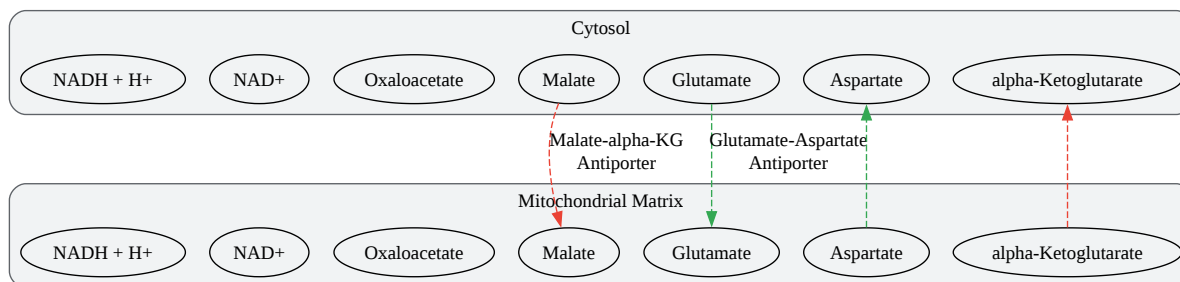 Cytosol
NADH + H+
NAD+
Oxaloacetate
Malate
Glutamate
Aspartate
alpha-Ketoglutarate
Malate-alpha-KG
Antiporter
Glutamate-Aspartate
Antiporter
Mitochondrial Matrix
NADH + H+
NAD+
Oxaloacetate
Malate
Glutamate
Aspartate
alpha-Ketoglutarate